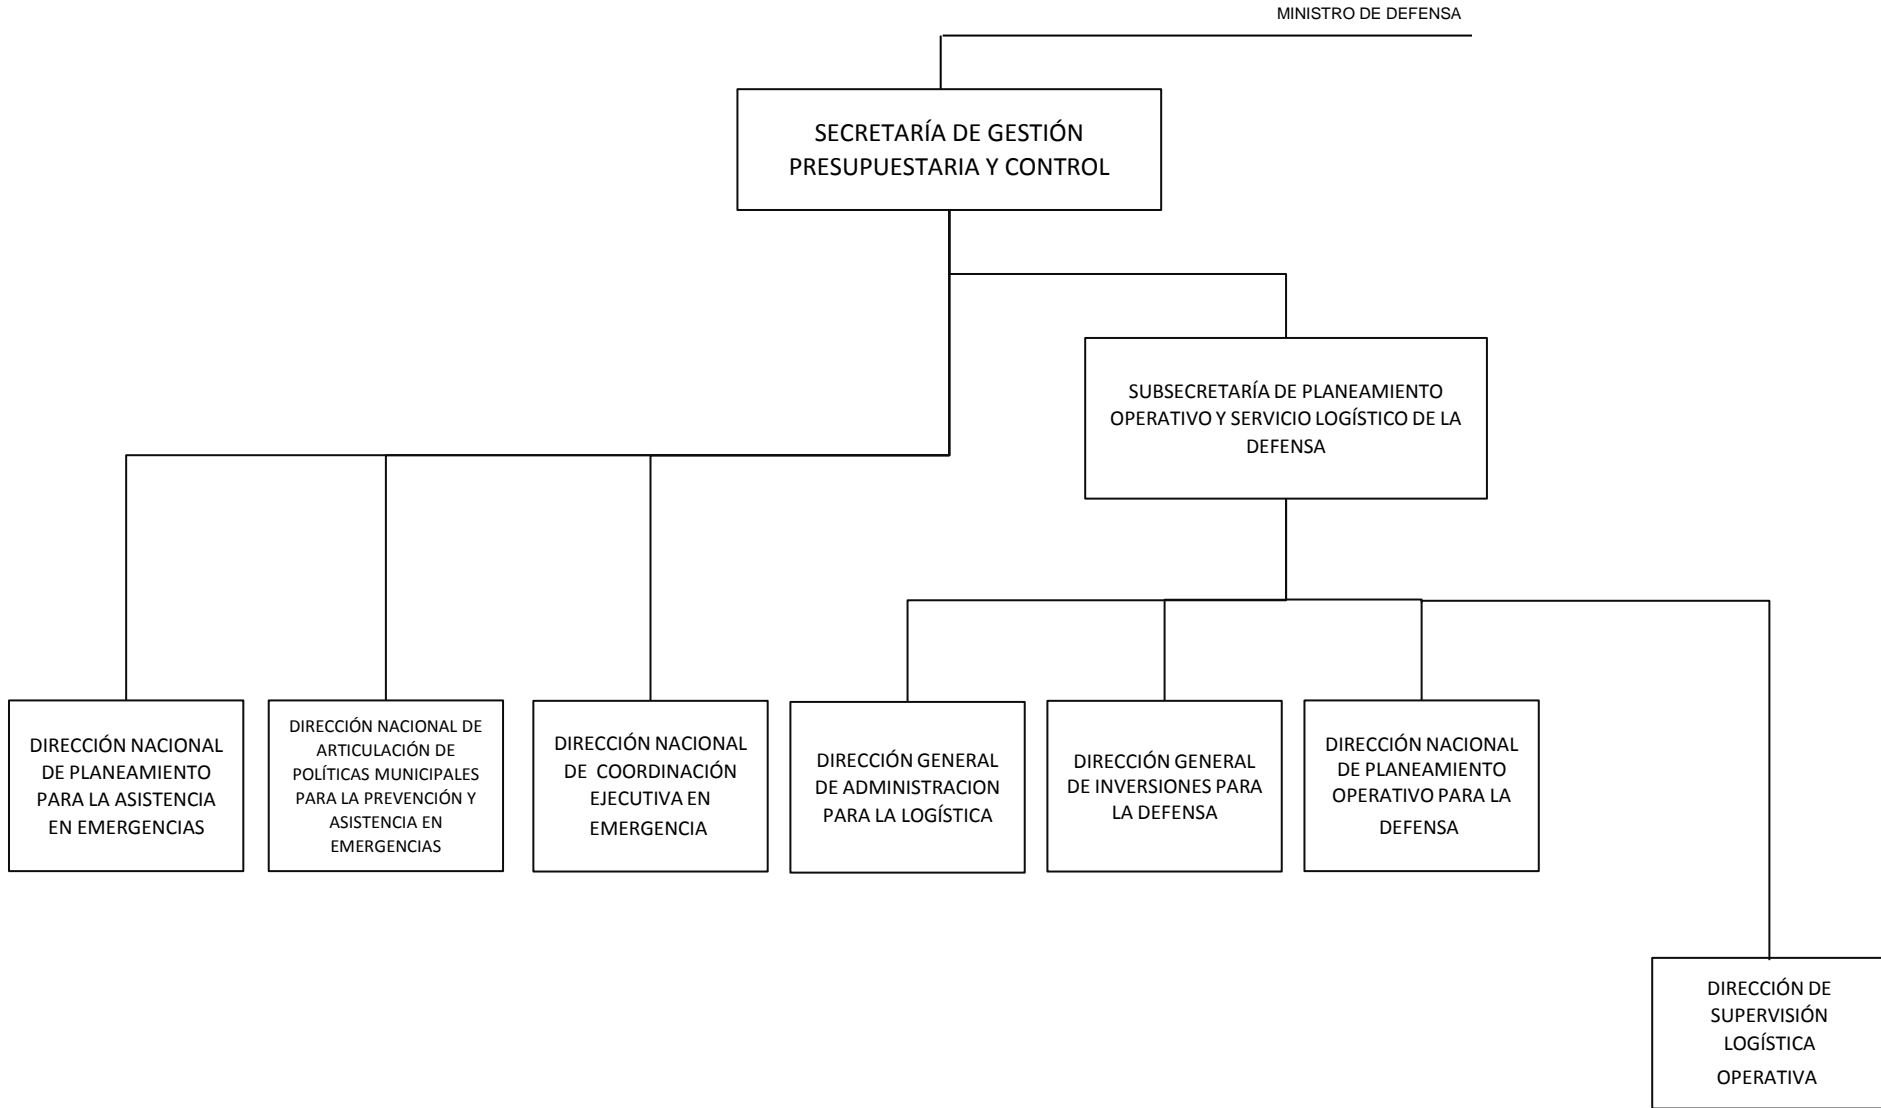 MINISTRO DE DEFENSA
SECRETARÍA DE GESTIÓN
PRESUPUESTARIA Y CONTROL
SUBSECRETARÍA DE PLANEAMIENTO
OPERATIVO Y SERVICIO LOGÍSTICO DE LA
DEFENSA
DIRECCIÓN NACIONAL
DE PLANEAMIENTO
PARA LA ASISTENCIA
EN EMERGENCIAS
DIRECCIÓN NACIONAL DE
ARTICULACIÓN DE
POLÍTICAS MUNICIPALES
PARA LA PREVENCIÓN Y
ASISTENCIA EN
EMERGENCIAS
DIRECCIÓN NACIONAL
DE COORDINACIÓN
EJECUTIVA EN
EMERGENCIA
DIRECCIÓN GENERAL
DE ADMINISTRACION
PARA LA LOGÍSTICA
DIRECCIÓN GENERAL
DE INVERSIONES PARA
LA DEFENSA
DIRECCIÓN NACIONAL
DE PLANEAMIENTO
OPERATIVO PARA LA
DEFENSA
DIRECCIÓN DE
SUPERVISIÓN
LOGÍSTICA
OPERATIVA